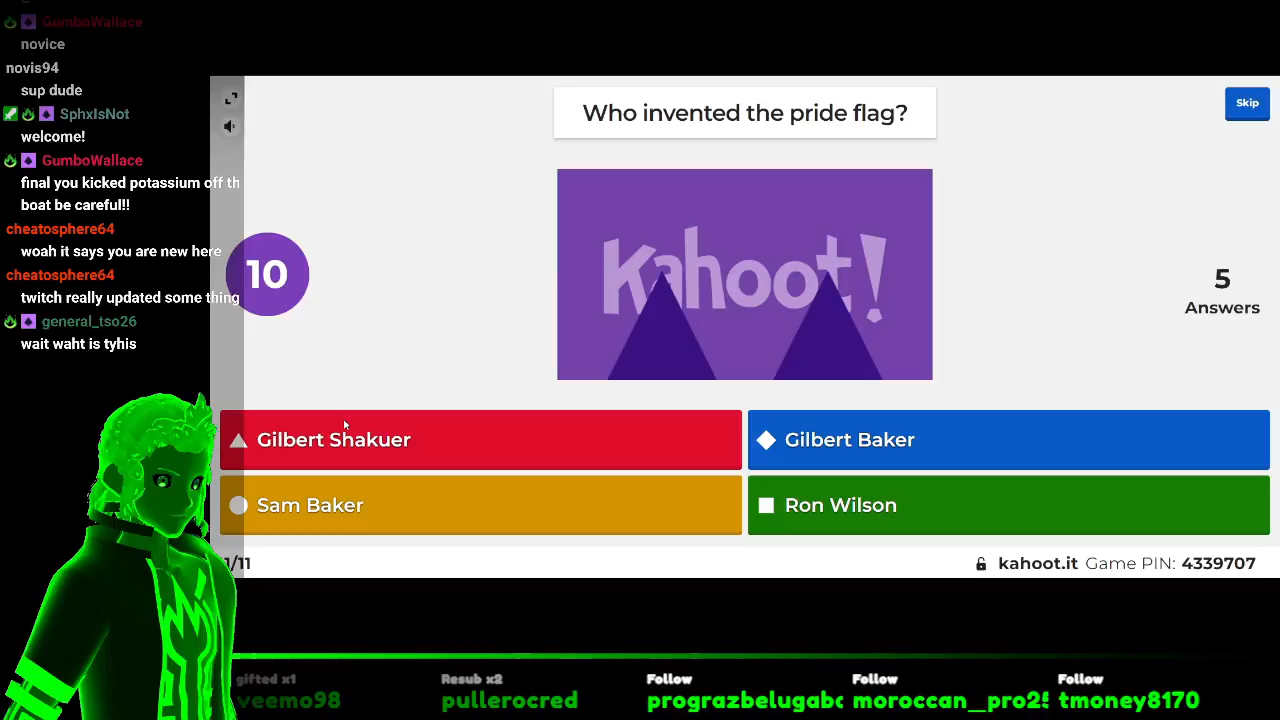 GumboWallace
novice
novis94
sup dude
SphxIsNot
welcome!
GumboWallace
final you kicked potassium off th
boat be careful!!
cheatosphere64
woah it says you are new here
cheatosphere64
twitch really updated some thing
general_tso26
wait waht is tyhis
Who invented the pride flag?
Skip
Kahoot!
10
5
Answers
Gilbert Shakuer
Gilbert Baker
Sam Baker
Ron Wilson
1/11
kahoot.it Game PIN: 4339707
gifted x1
veemo98
Resub x2
pullerocred
Follow
prograzbelugabc
Follow
moroccan_pro25
Follow
tmoney8170